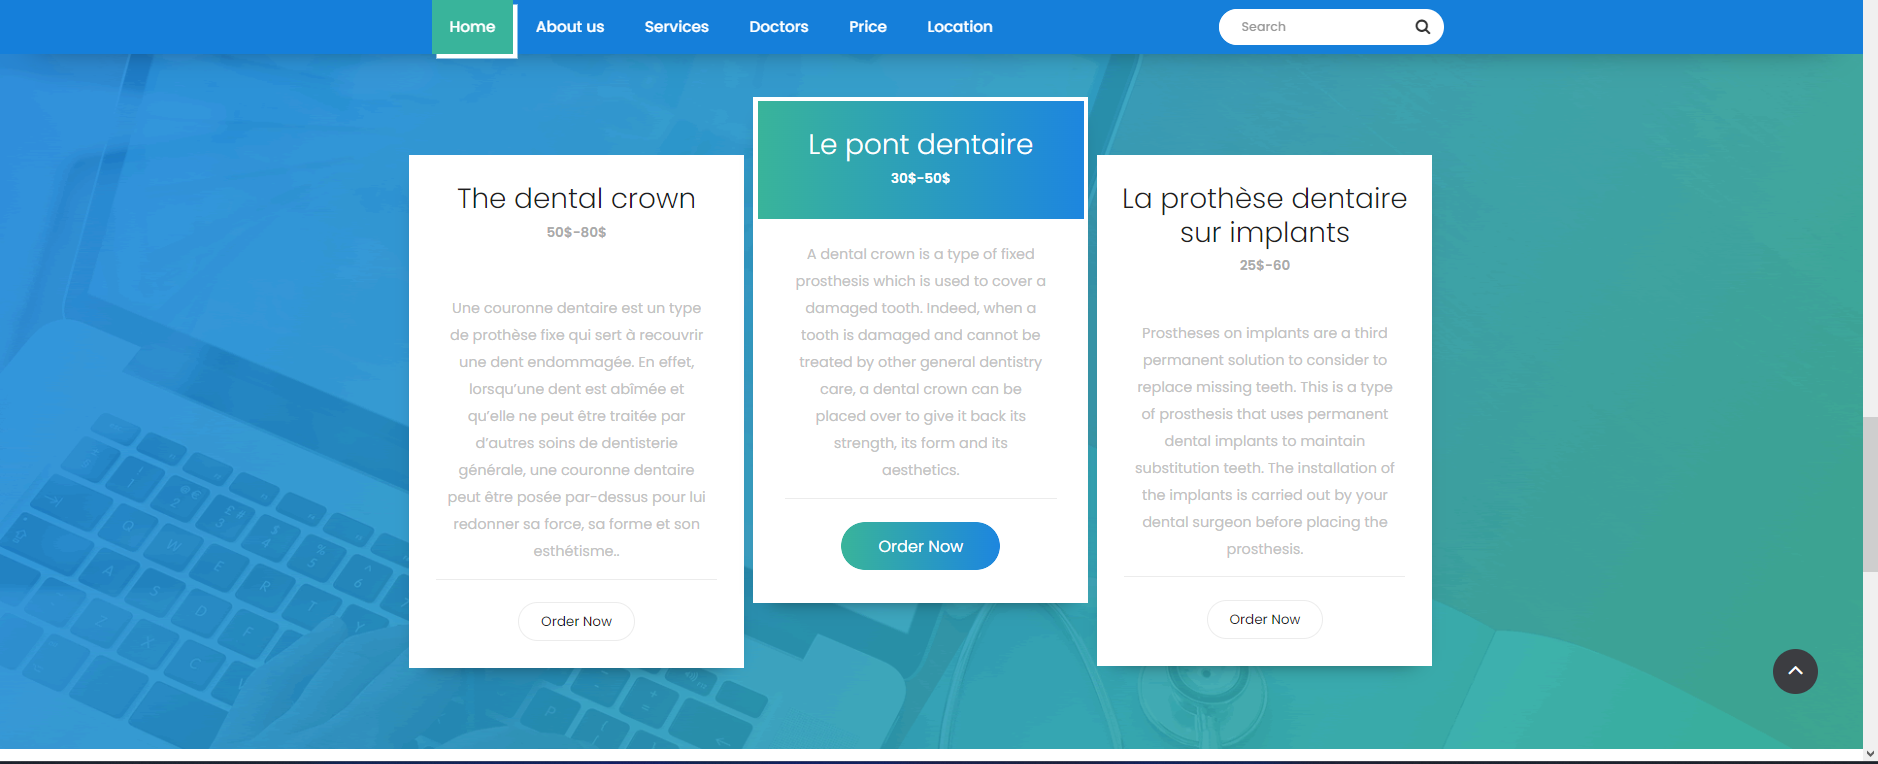 Home
About us
Services
Doctors
Price
Location
Search
The dental crown
50$-80$
Une couronne dentaire est un type
de prothèse fixe qui sert à recouvrir
une dent endommagée. En effet,
lorsqu'une dent est abîmée et
qu'elle ne peut être traitée par
d'autres soins de dentisterie
générale, une couronne dentaire
peut être posée par-dessus pour lui
redonner sa force, sa forme et son
esthétisme..
Order Now
Le pont dentaire
30$-50$
A dental crown is a type of fixed
prosthesis which is used to cover a
damaged tooth. Indeed, when a
tooth is damaged and cannot be
treated by other general dentistry
care, a dental crown can be
placed over to give it back its
strength, its form and its
aesthetics.
Order Now
La prothèse dentaire
sur implants
25$-60
Prostheses on implants are a third
permanent solution to consider to
replace missing teeth. This is a type
of prosthesis that uses permanent
dental implants to maintain
substitution teeth. The installation of
the implants is carried out by your
dental surgeon before placing the
prosthesis.
Order Now